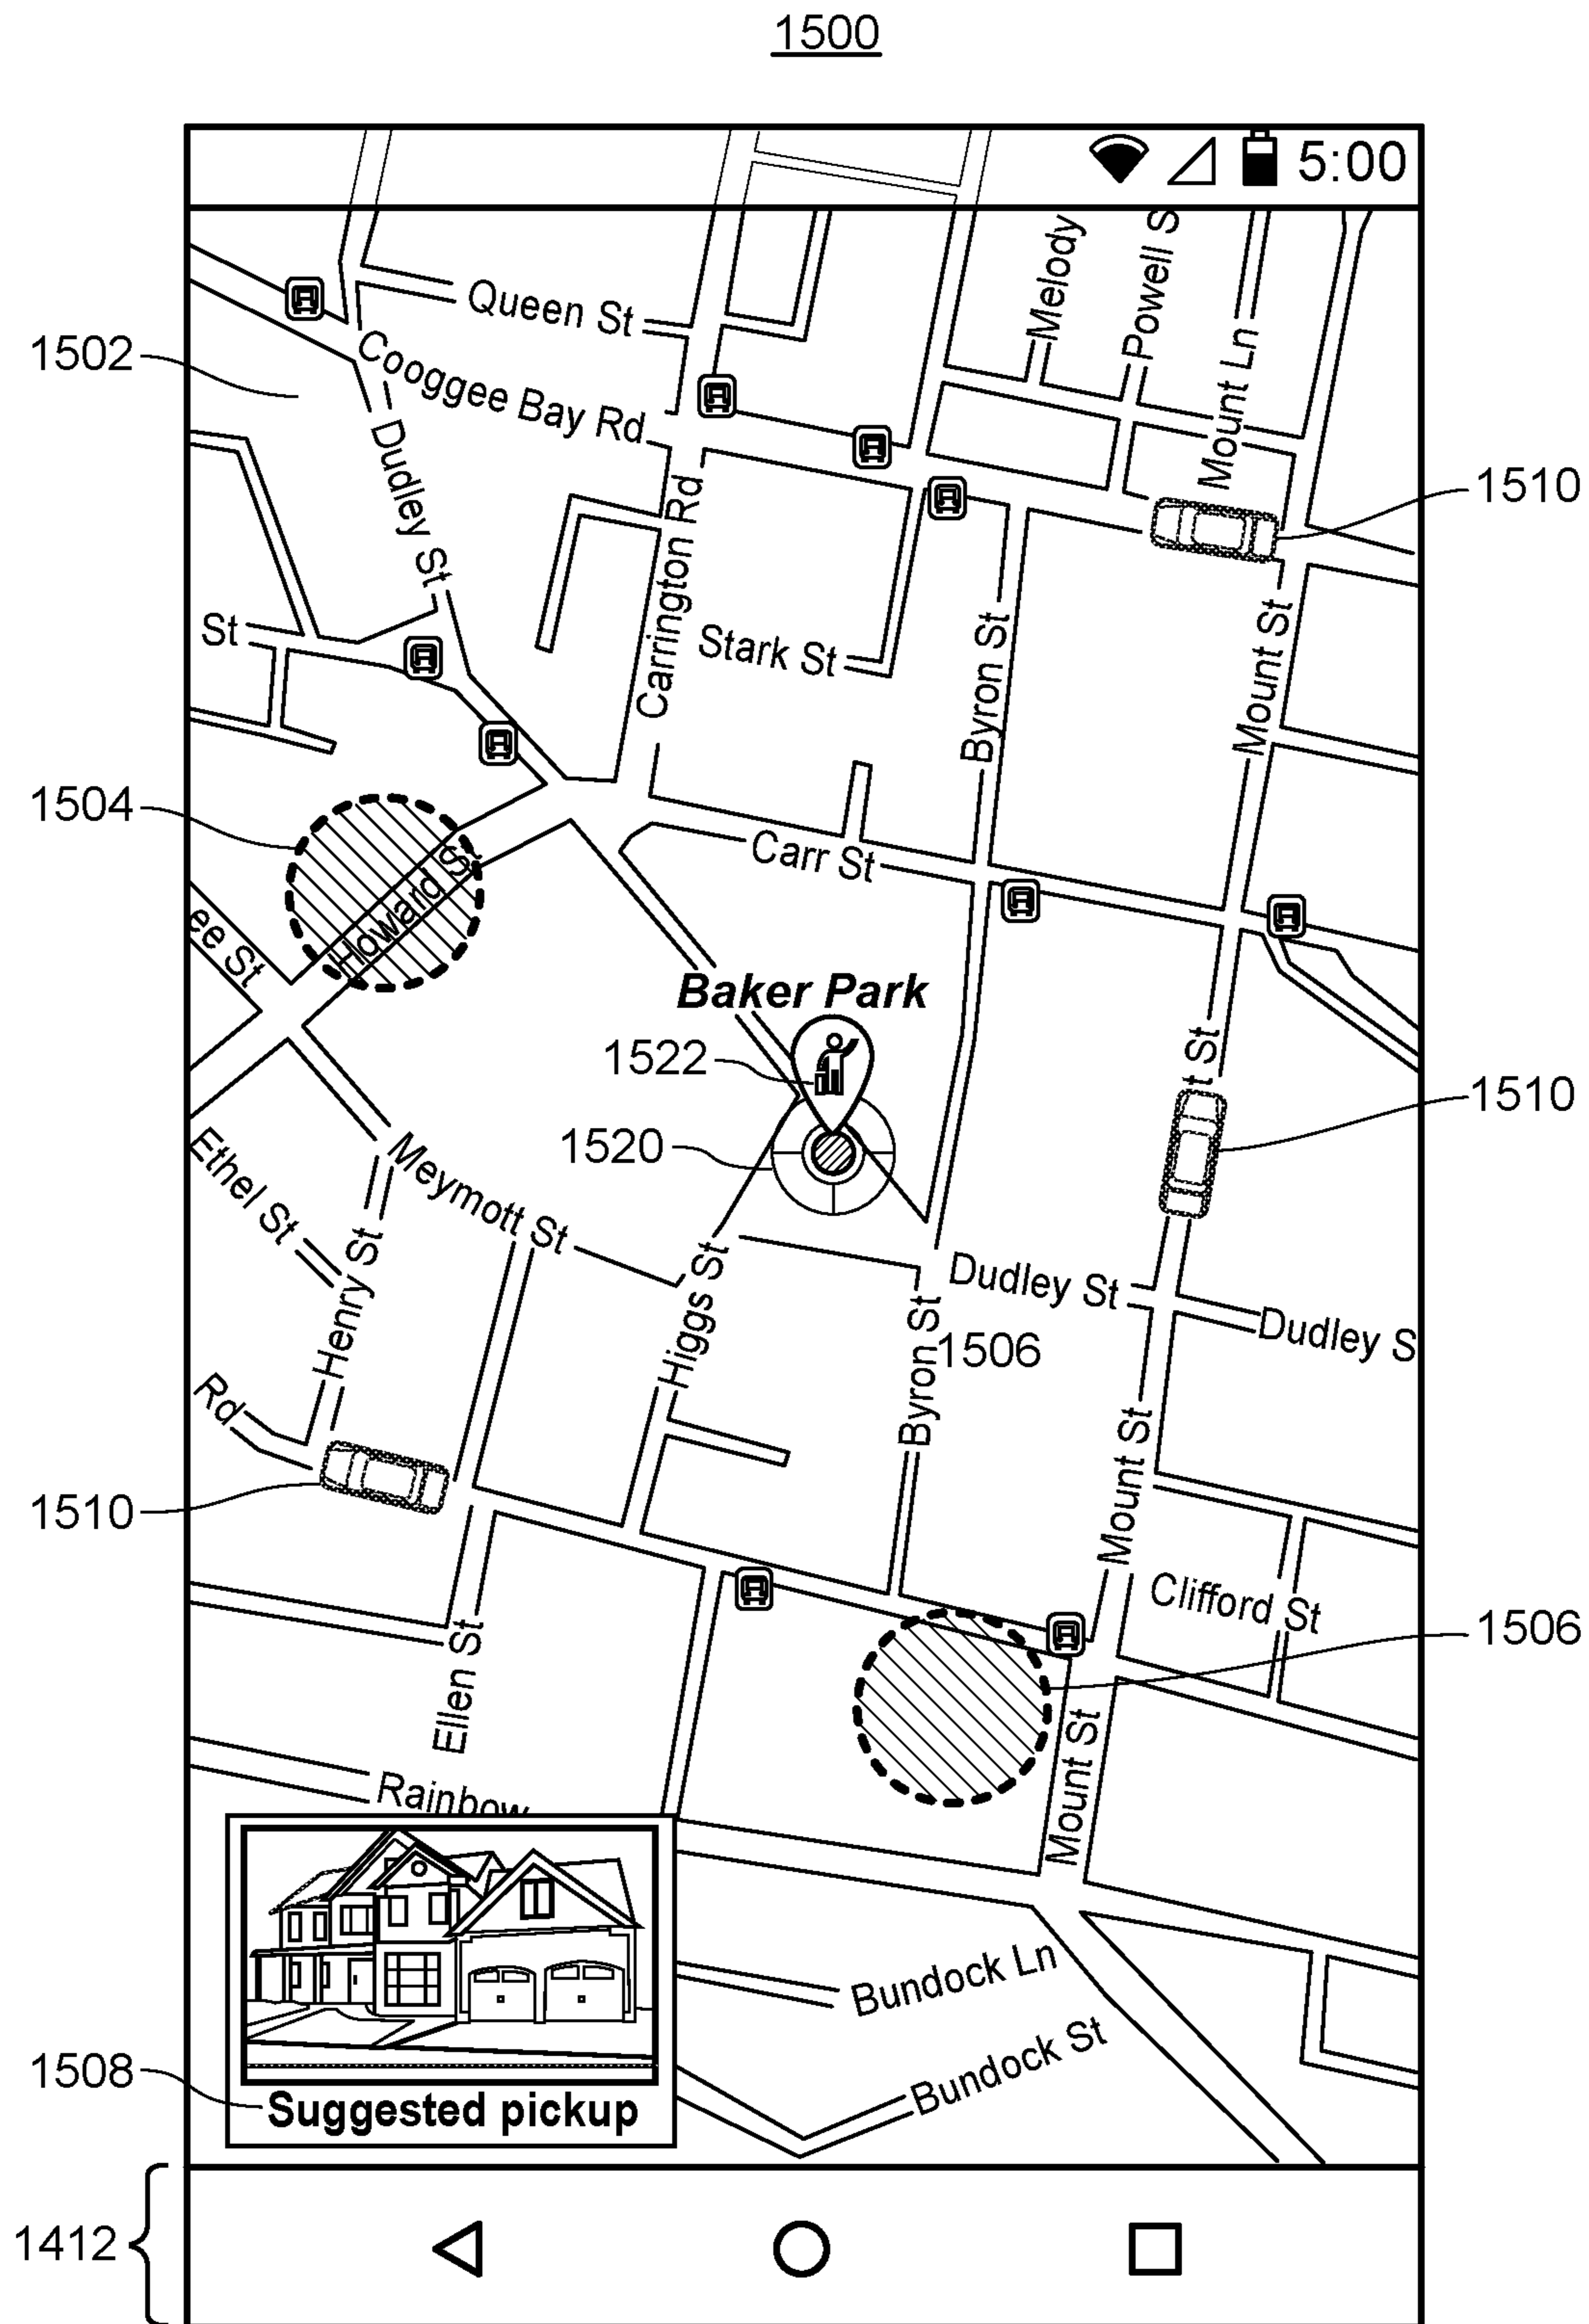 1500
5:00
Queen St
Melody
Powell S
Mount Ln
1502
Cooggee Bay Rd
Dudley St
1510
Carrington Rd
St
Stark St
Byron St
Mount St
1504
Howard St
Carr St
ee St
Baker Park
1522
t St
1510
1520
Ethel St
Meymott St
Henry St
Higgs St
Dudley St
Dudley S
Byron St
1506
Rd
Mount St
1510
Clifford St
1506
Ellen St
Mount St
Rainbow
Bundock Ln
Bundock St
1508
Suggested pickup
1412